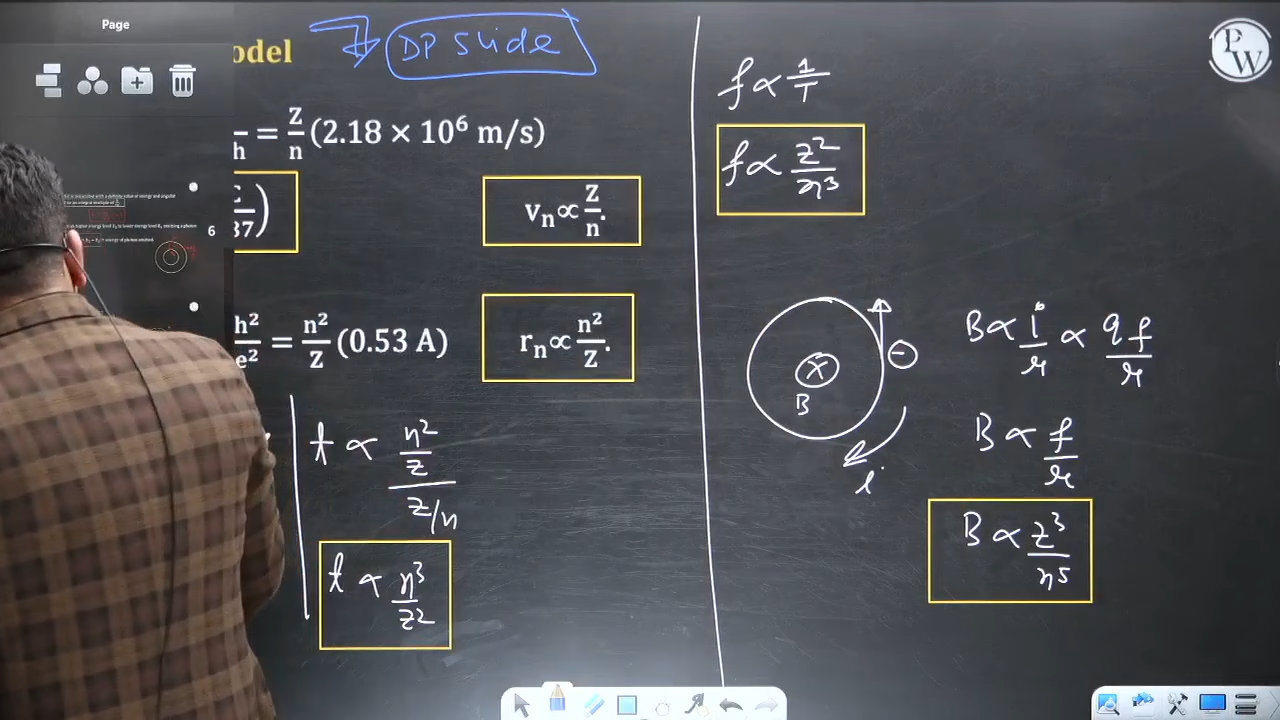 Page
odel
DP Slide
P
W
f ∝ 1/T
f ∝ z²/n³
/h = z/n (2.18 × 10⁶ m/s)
c/37)
vₙ∝ z/n.
6
h²/e² = n²/z (0.53 A)
rₙ∝ n²/z.
B
B ∝ i/r ∝ qf/r
t ∝ n²/z / z/n
B ∝ f/r
i
t ∝ n³/z²
B ∝ z³/n⁵